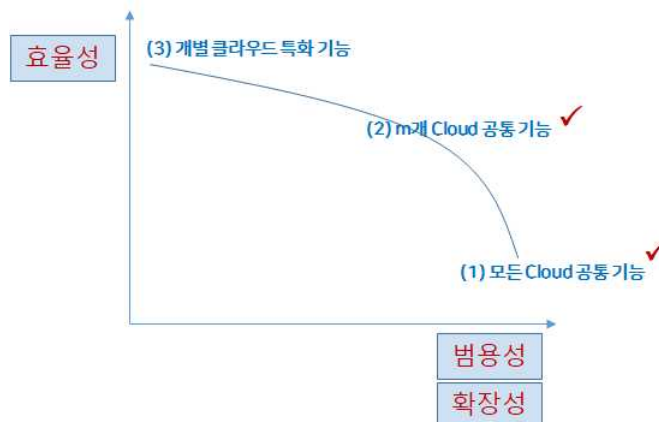 효율성
(3) 개별 클라우드 특화 기능
(2) m개 Cloud 공통 기능
(1) 모든 Cloud 공통 기능
범용성
확장성